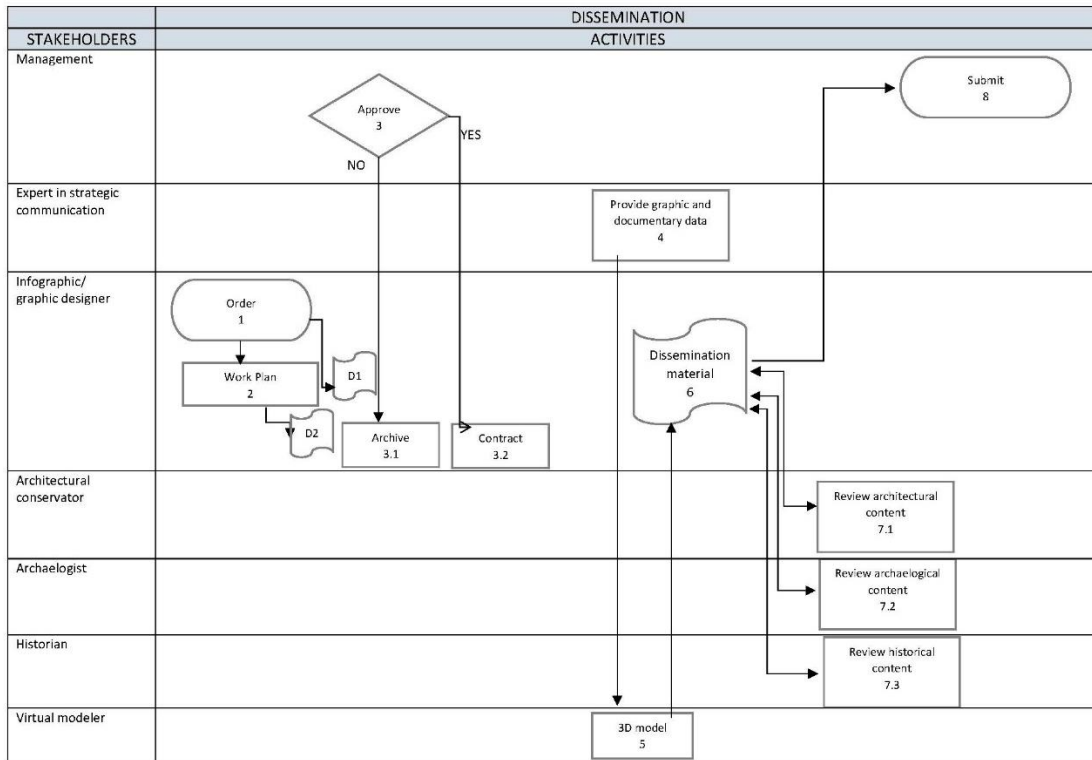 DISSEMINATION
STAKEHOLDERS
ACTIVITIES
Management
Approve
3
YES
NO
Submit
8
Expert in strategic
communication
Provide graphic and
documentary data
4
Infographic/
graphic designer
Order
1
Work Plan
2
D1
D2
Archive
3.1
Contract
3.2
Dissemination
material
6
Architectural
conservator
Review architectural
content
7.1
Archaelogist
Review archaelogical
content
7.2
Historian
Review historical
content
7.3
Virtual modeler
3D model
5